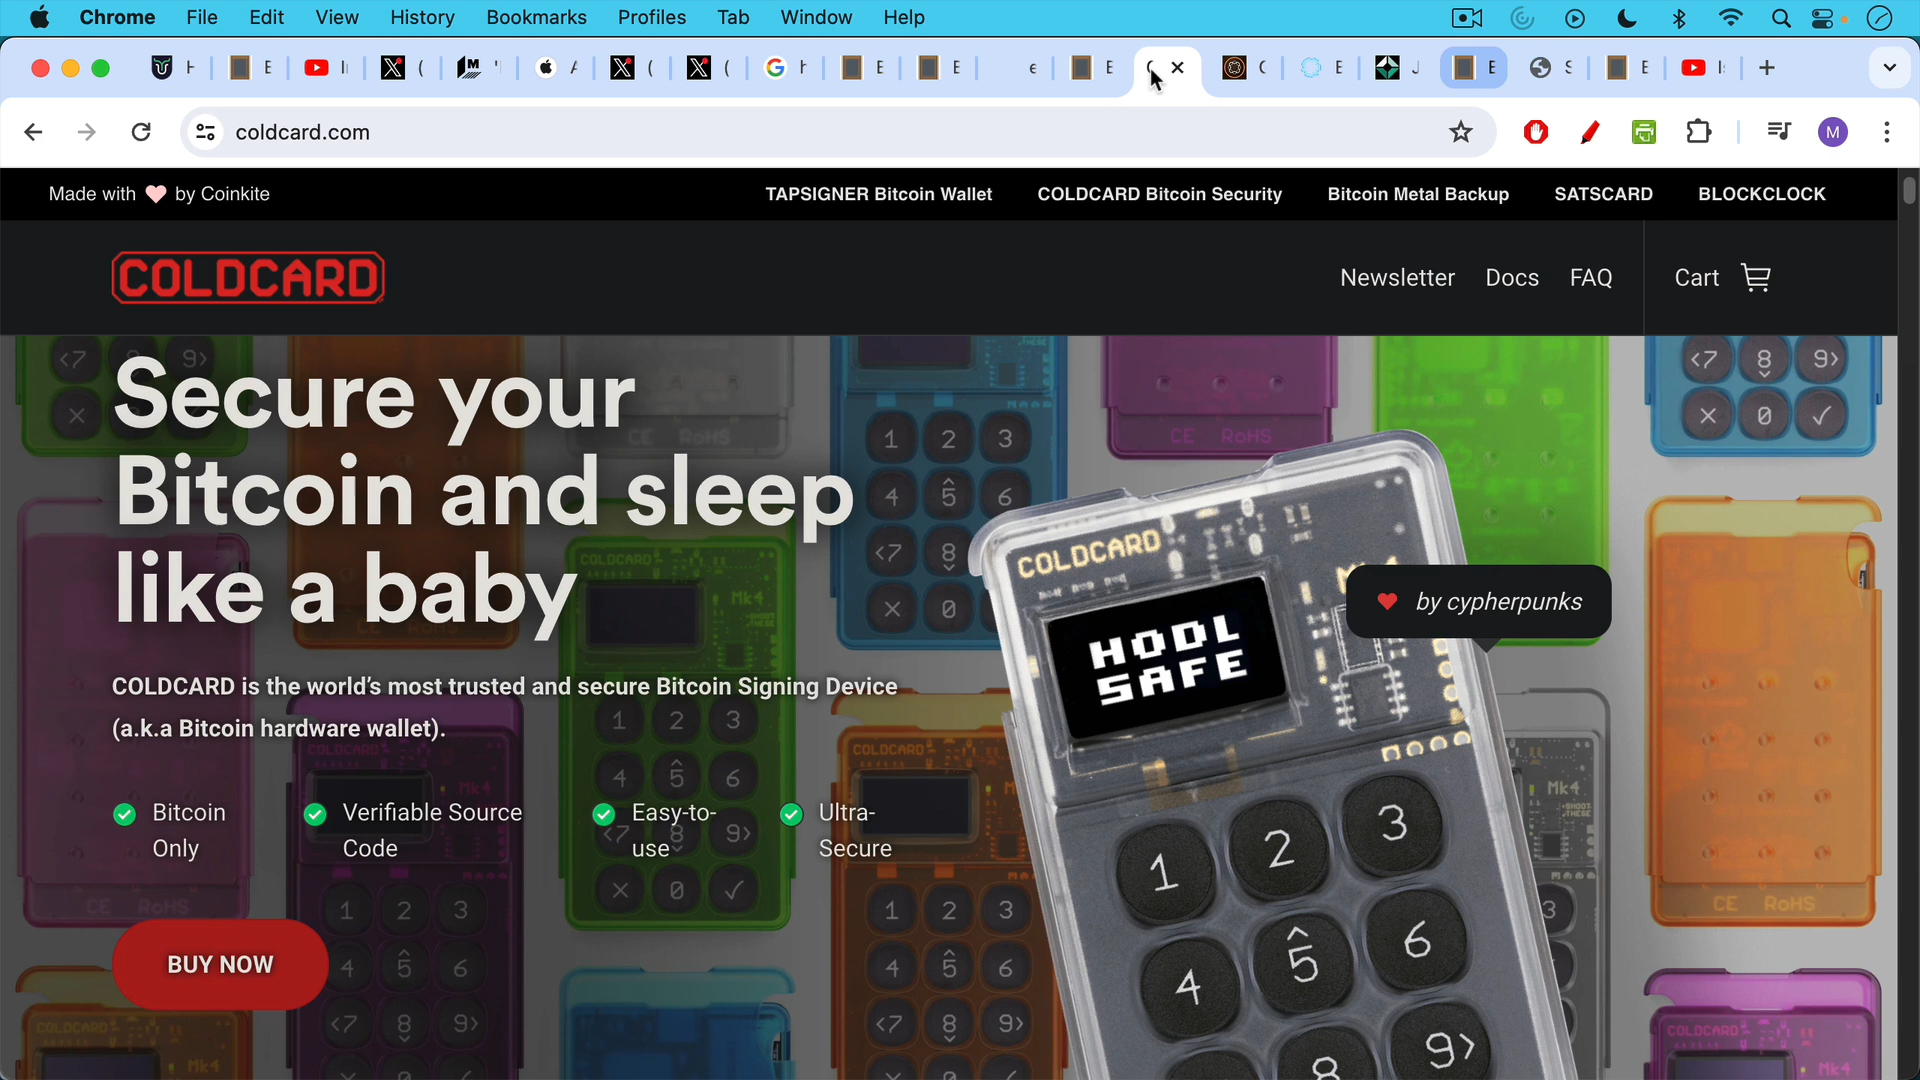 Chrome File Edit View History Bookmarks Profiles Tab Window Help
coldcard.com
M
Made with by Coinkite
TAPSIGNER Bitcoin Wallet COLDCARD Bitcoin Security Bitcoin Metal Backup SATSCARD BLOCKCLOCK
COLDCARD
Newsletter Docs FAQ Cart
Secure your
Bitcoin and sleep
like a baby
COLDCARD is the world’s most trusted and secure Bitcoin Signing Device
(a.k.a Bitcoin hardware wallet).
Bitcoin
Only
Verifiable Source
Code
Easy-to-
use
Ultra-
Secure
BUY NOW
COLDCARD
HODL
SAFE
by cypherpunks
1 2 3
4 5 6
8 9>